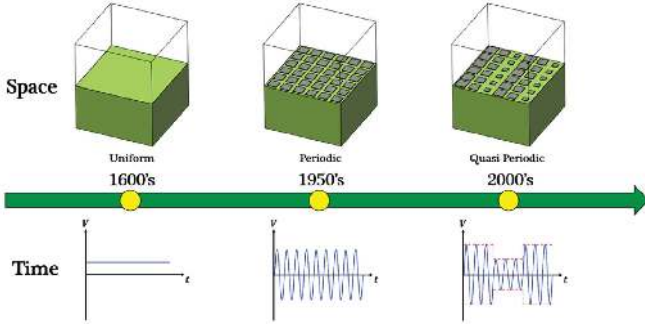 Space
Uniform
Periodic
Quasi Periodic
1600's
1950's
2000's
Time
V
t
V
t
V
t